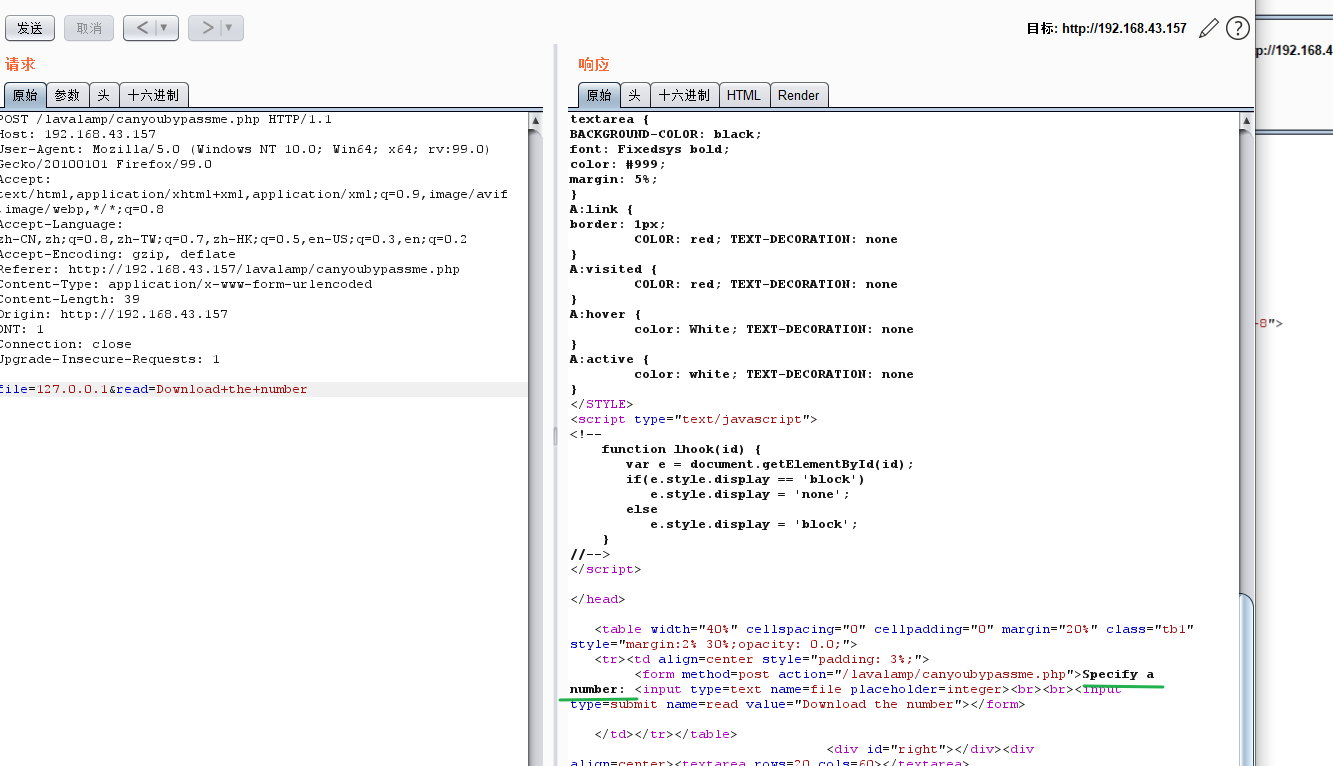 发送 取消 < ▼ > ▼ 目标: http://192.168.43.157 ?
p://192.168.4
请求
原始 参数 头 十六进制
POST /lavalamp/canyoubypassme.php HTTP/1.1
Host: 192.168.43.157
User-Agent: Mozilla/5.0 (Windows NT 10.0; Win64; x64; rv:99.0)
Gecko/20100101 Firefox/99.0
Accept:
text/html,application/xhtml+xml,application/xml;q=0.9,image/avif
,image/webp,*/*;q=0.8
Accept-Language:
zh-CN,zh;q=0.8,zh-TW;q=0.7,zh-HK;q=0.5,en-US;q=0.3,en;q=0.2
Accept-Encoding: gzip, deflate
Referer: http://192.168.43.157/lavalamp/canyoubypassme.php
Content-Type: application/x-www-form-urlencoded
Content-Length: 39
Origin: http://192.168.43.157
DNT: 1
Connection: close
Upgrade-Insecure-Requests: 1
file=127.0.0.1&read=Download+the+number
响应
原始 头 十六进制 HTML Render
textarea {
BACKGROUND-COLOR: black;
font: Fixedsys bold;
color: #999;
margin: 5%;
}
A:link {
border: 1px;
COLOR: red; TEXT-DECORATION: none
}
A:visited {
COLOR: red; TEXT-DECORATION: none
}
A:hover {
color: White; TEXT-DECORATION: none
}
A:active {
color: white; TEXT-DECORATION: none
}
</STYLE>
<script type="text/javascript">
<!--
function lhook(id) {
var e = document.getElementById(id);
if(e.style.display == 'block')
e.style.display = 'none';
else
e.style.display = 'block';
}
//-->
</script>
</head>
<table width="40%" cellspacing="0" cellpadding="0" margin="20%" class="tb1"
style="margin:2% 30%;opacity: 0.0;">
<tr><td align=center style="padding: 3%;">
<form method=post action="/lavalamp/canyoubypassme.php">Specify a
number: <input type=text name=file placeholder=integer><br><br><input
type=submit name=read value="Download the number"></form>
</td></tr></table>
<div id="right"></div><div
align=center><textarea rows=20 cols=60></textarea>
-8">